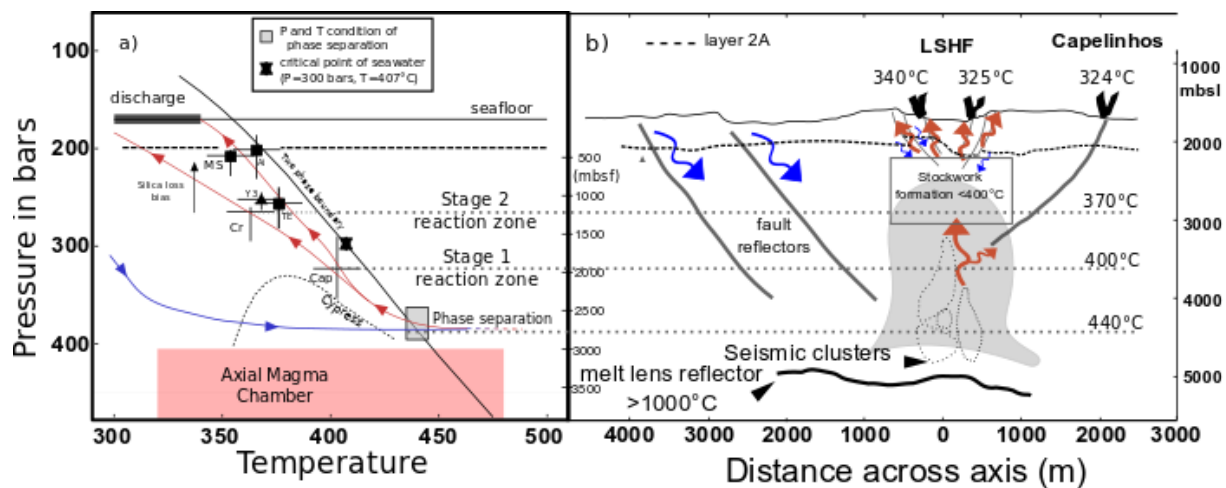 a)
P and T condition of
phase separation
critical point of seawater
(P=300 bars, T=407°C)
discharge
seafloor
MS
Al
Silica loss
bias
Y3
TE
Cr
Two phase boundary
Stage 2
reaction zone
Stage 1
reaction zone
Cap
Cypress
Phase separation
Axial Magma
Chamber
100
200
300
400
Pressure in bars
300
350
400
450
500
Temperature
500
(mbsf)
1000
1500
2000
2500
3000
3500
b)
layer 2A
LSHF
Capelinhos
340°C
325°C
324°C
1000
mbsl
2000
3000
4000
5000
Stockwork
formation <400°C
fault
reflectors
370°C
400°C
440°C
Seismic clusters
melt lens reflector
>1000°C
4000
3000
2000
1000
0
1000
2000
3000
Distance across axis (m)